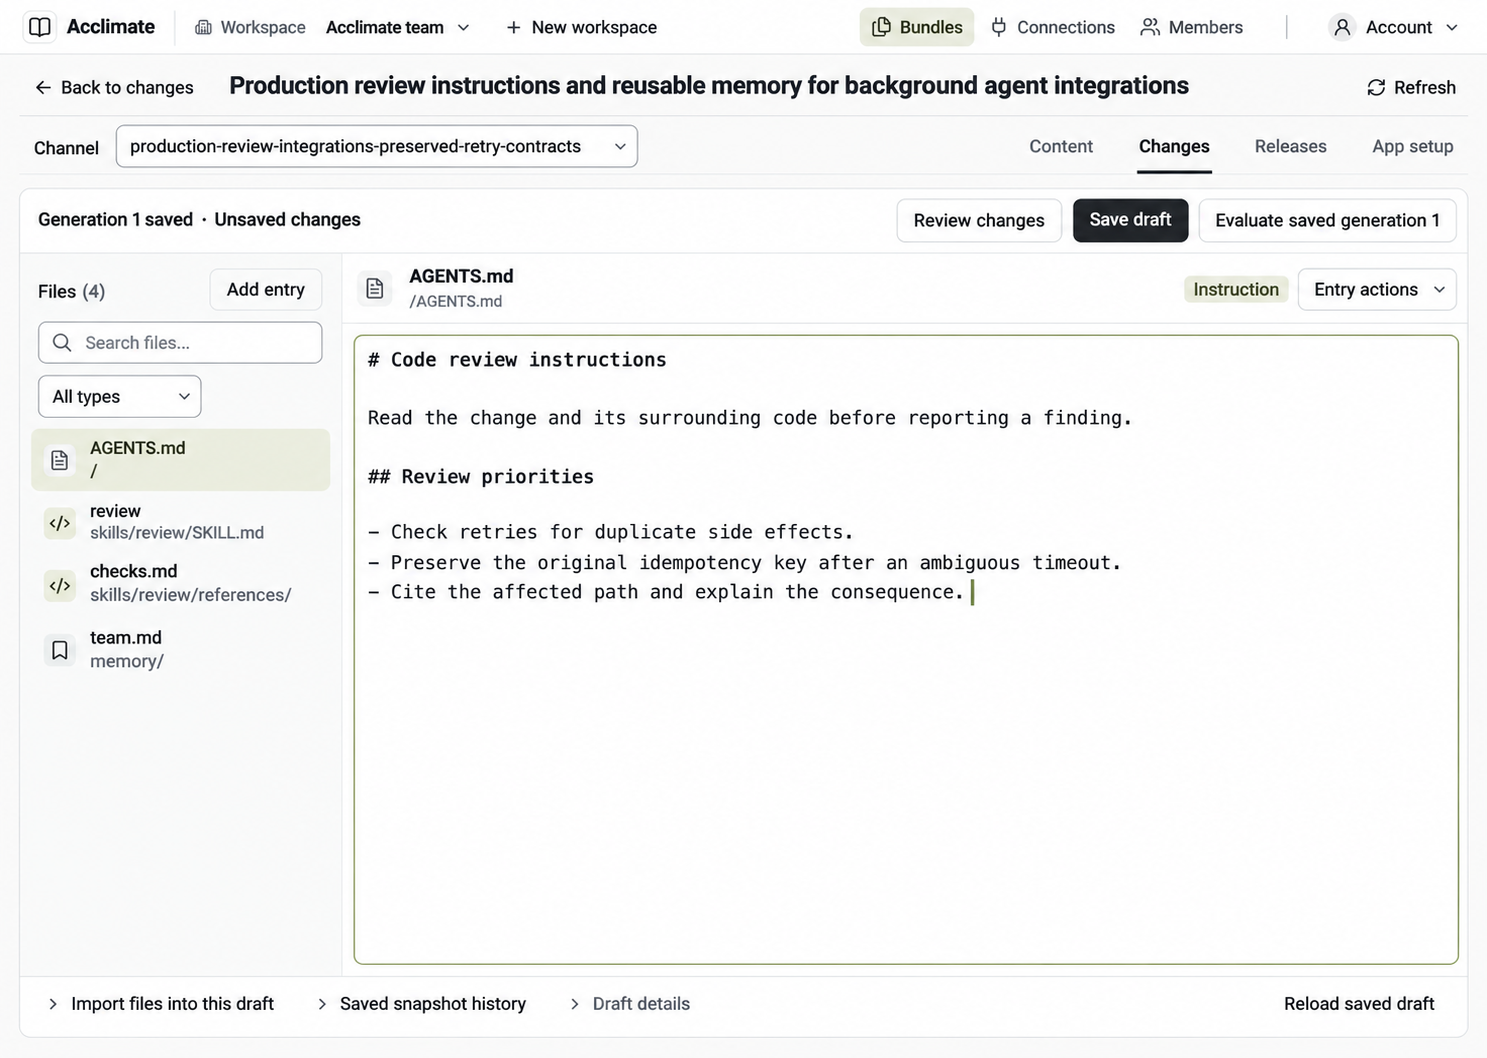 Acclimate
Workspace
Acclimate team
+ New workspace
Bundles
Connections
Members
Account
Back to changes
Production review instructions and reusable memory for background agent integrations
Refresh
Channel
production-review-integrations-preserved-retry-contracts
Content
Changes
Releases
App setup
Generation 1 saved · Unsaved changes
Review changes
Save draft
Evaluate saved generation 1
Files (4)
Add entry
Search files...
All types
AGENTS.md
/
review
skills/review/SKILL.md
checks.md
skills/review/references/
team.md
memory/
AGENTS.md
/AGENTS.md
Instruction
Entry actions
# Code review instructions
Read the change and its surrounding code before reporting a finding.
## Review priorities
– Check retries for duplicate side effects.
– Preserve the original idempotency key after an ambiguous timeout.
– Cite the affected path and explain the consequence.
Import files into this draft
Saved snapshot history
Draft details
Reload saved draft